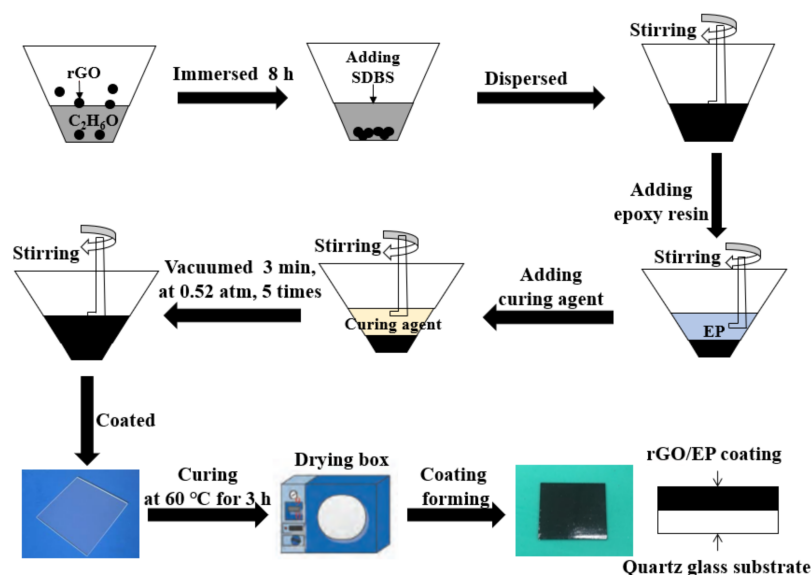 rGO
C₂H₆O
Immersed 8 h
Adding
SDBS
Dispersed
Stirring
Adding
epoxy resin
Stirring
EP
Adding
curing agent
Stirring
Curing agent
Vacuumed 3 min,
at 0.52 atm, 5 times
Stirring
Coated
Curing
at 60 °C for 3 h
Drying box
Coating
forming
rGO/EP coating
Quartz glass substrate